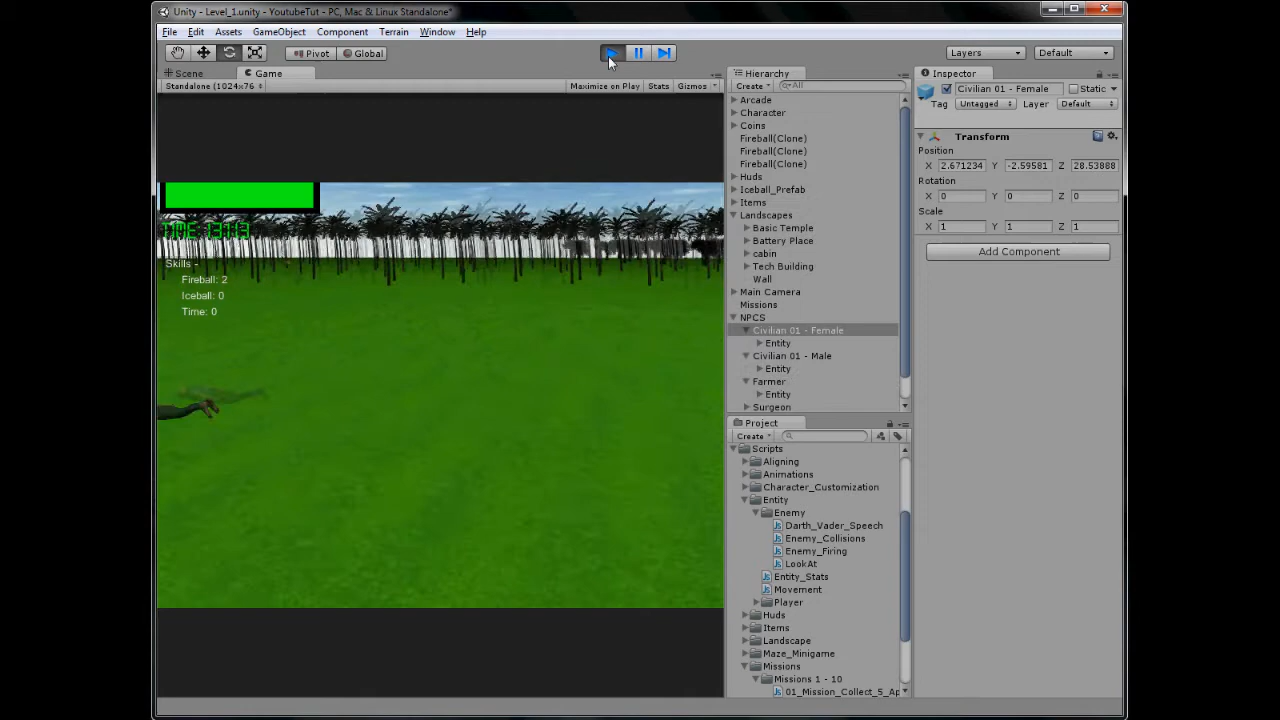 Unity - Level_1.unity - YoutubeTut - PC, Mac & Linux Standalone*
File Edit Assets GameObject Component Terrain Window Help
Pivot Global Layers Default
Scene Game
Standalone (1024x76 Maximize on Play Stats Gizmos
TIME
Skills -
Fireball: 2
Iceball: 0
Time: 0
Hierarchy
Create All
Arcade
Character
Coins
Fireball(Clone)
Fireball(Clone)
Fireball(Clone)
Huds
Iceball_Prefab
Items
Landscapes
Basic Temple
Battery Place
cabin
Tech Building
Wall
Main Camera
Missions
NPCS
Civilian 01 - Female
Entity
Civilian 01 - Male
Entity
Farmer
Entity
Surgeon
Project
Create
Scripts
Aligning
Animations
Character_Customization
Entity
Enemy
Darth_Vader_Speech
Enemy_Collisions
Enemy_Firing
LookAt
Entity_Stats
Movement
Player
Huds
Items
Landscape
Maze_Minigame
Missions
Missions 1 - 10
01_Mission_Collect_5_Ap
Inspector
Civilian 01 - Female Static
Tag Untagged Layer Default
Transform
Position
X 2.671234 Y -2.59581 Z 28.53888
Rotation
X 0 Y 0 Z 0
Scale
X 1 Y 1 Z 1
Add Component